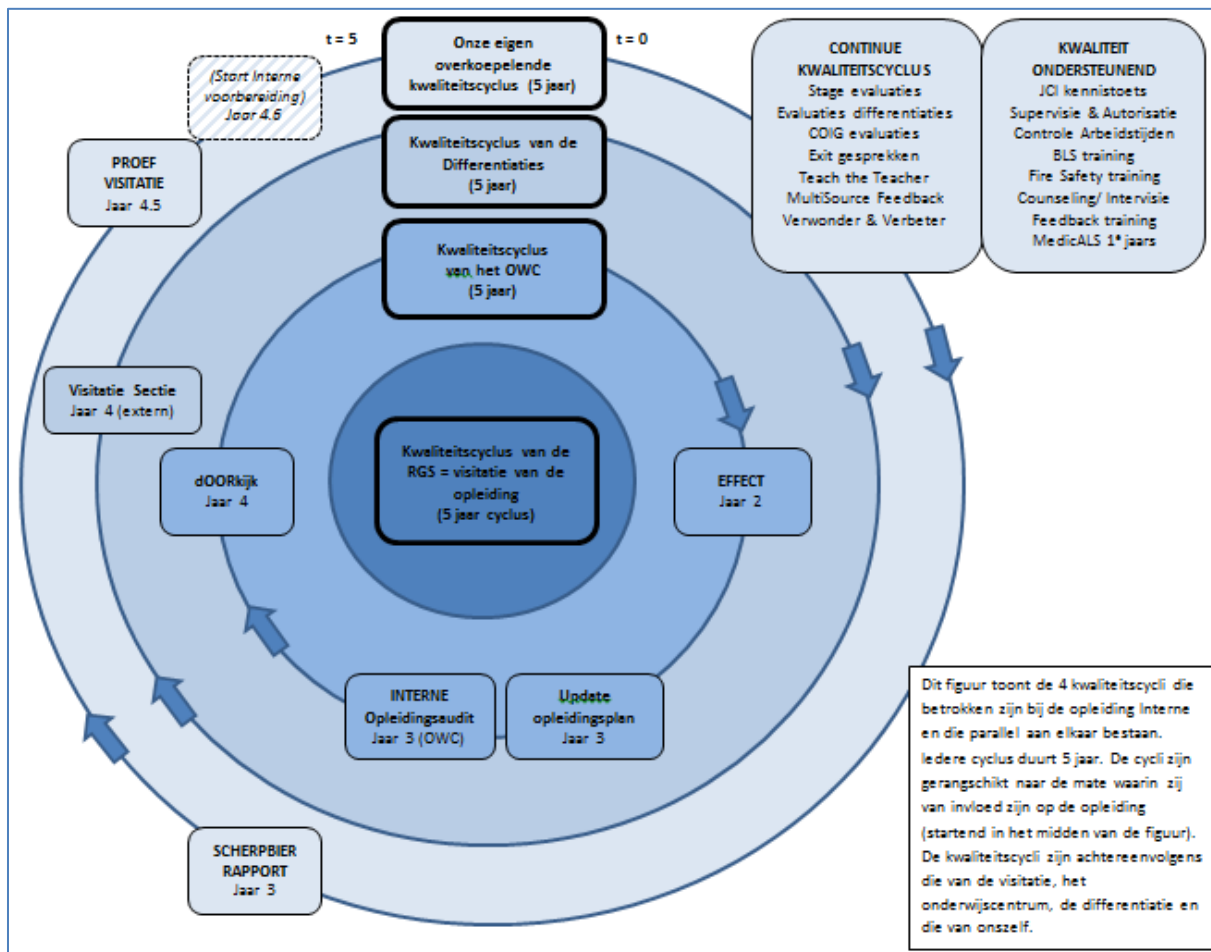 t = 5
Onze eigen
overkoepelende
kwaliteitscyclus (5 jaar)
t = 0
CONTINUE
KWALITEITSCYCLUS
Stage evaluaties
Evaluaties differentiaties
COIG evaluaties
Exit gesprekken
Teach the Teacher
MultiSource Feedback
Verwonder & Verbeter
KWALITEIT
ONDERSTEUNEND
JCI kennistoets
Supervisie & Autorisatie
Controle Arbeidstijden
BLS training
Fire Safety training
Counseling/ Intervisie
Feedback training
MedicALS 1e jaars
(Start Interne
voorbereiding)
Jaar 4.6
Kwaliteitscyclus van de
Differentiaties
(5 jaar)
PROEF
VISITATIE
Jaar 4.5
Kwaliteitscyclus
van het OWC
(5 jaar)
Visitatie Sectie
Jaar 4 (extern)
Kwaliteitscyclus van de
RGS = visitatie van de
opleiding
(5 jaar cyclus)
dOORkijk
Jaar 4
EFFECT
Jaar 2
INTERNE
Opleidingsaudit
Jaar 3 (OWC)
Update
opleidingsplan
Jaar 3
SCHERPBIER
RAPPORT
Jaar 3
Dit figuur toont de 4 kwaliteitscycli die
betrokken zijn bij de opleiding Interne
en die parallel aan elkaar bestaan.
Iedere cyclus duurt 5 jaar. De cycli zijn
gerangschikt naar de mate waarin zij
van invloed zijn op de opleiding
(startend in het midden van de figuur).
De kwaliteitscycli zijn achtereenvolgens
die van de visitatie, het
onderwijscentrum, de differentiatie en
die van onszelf.